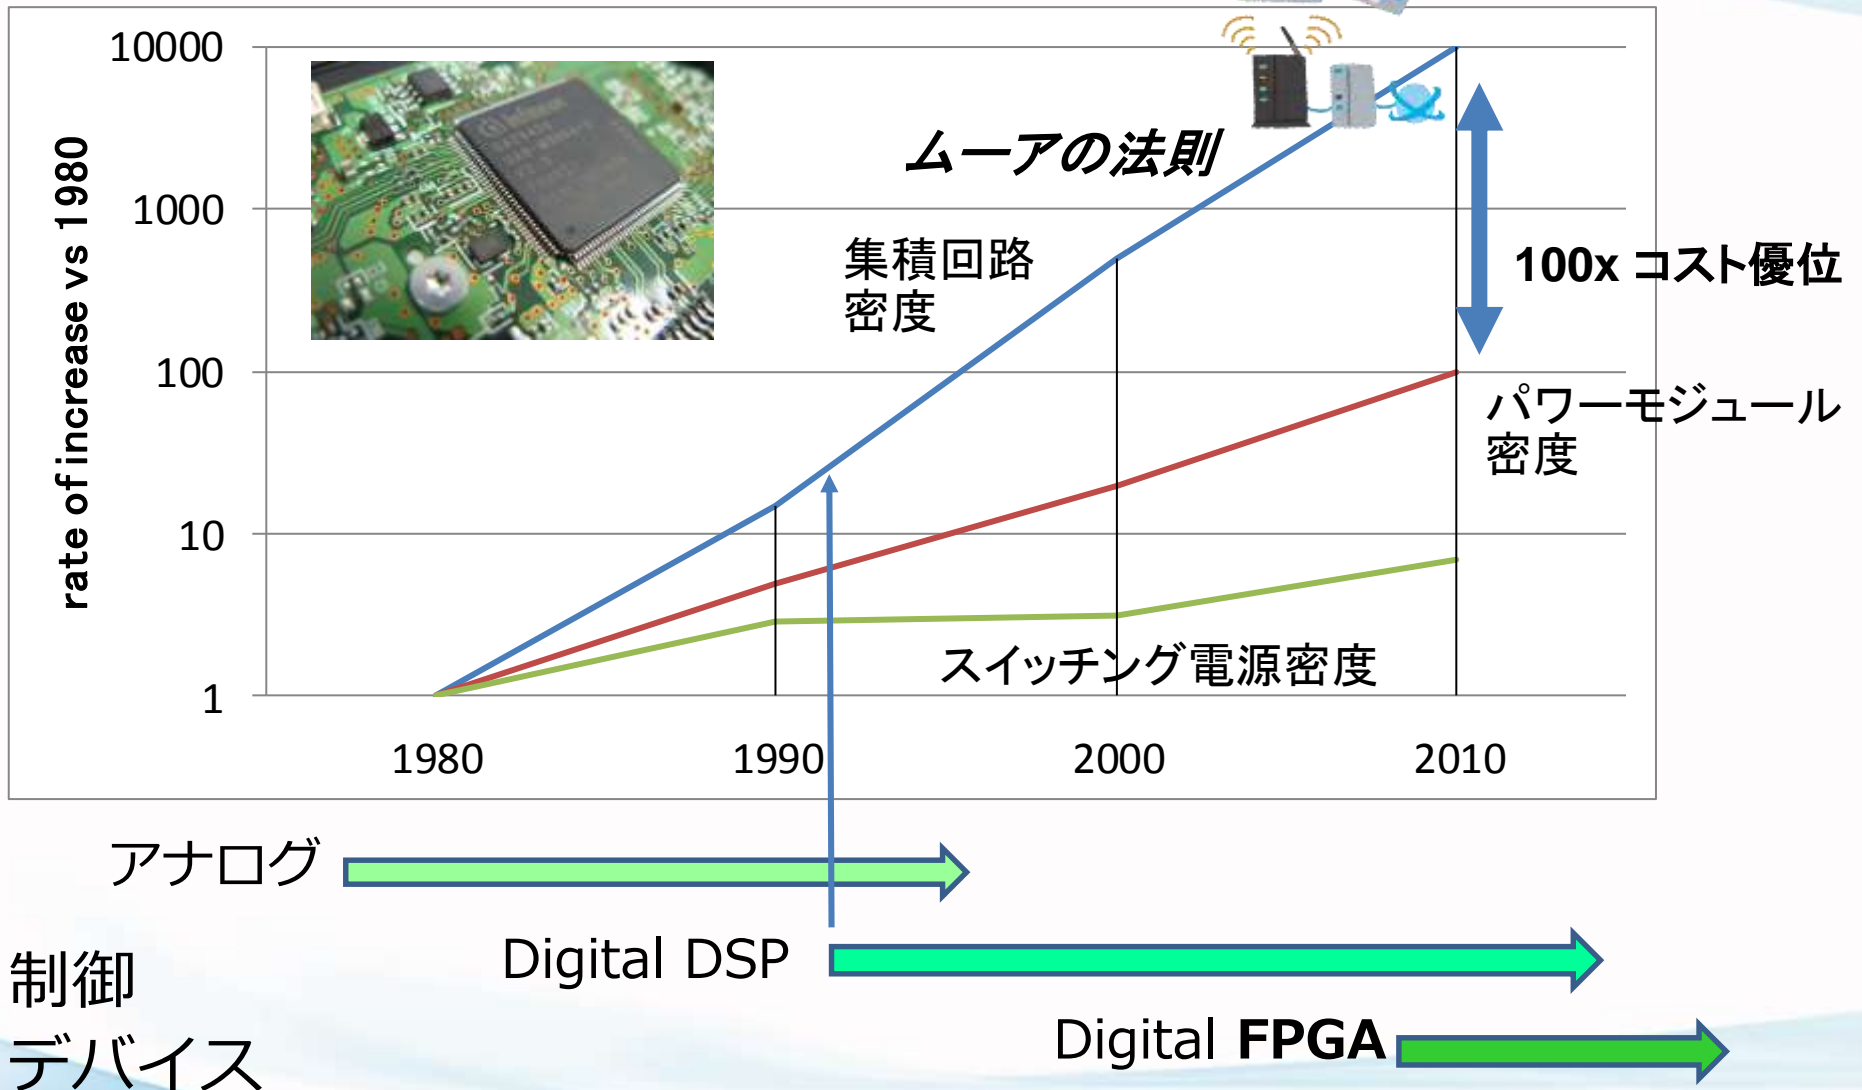 rate of increase vs 1980
10000
1000
100
10
1
ムーアの法則
集積回路
密度
100x コスト優位
パワーモジュール
密度
スイッチング電源密度
1980
1990
2000
2010
アナログ
Digital DSP
Digital FPGA
制御
デバイス